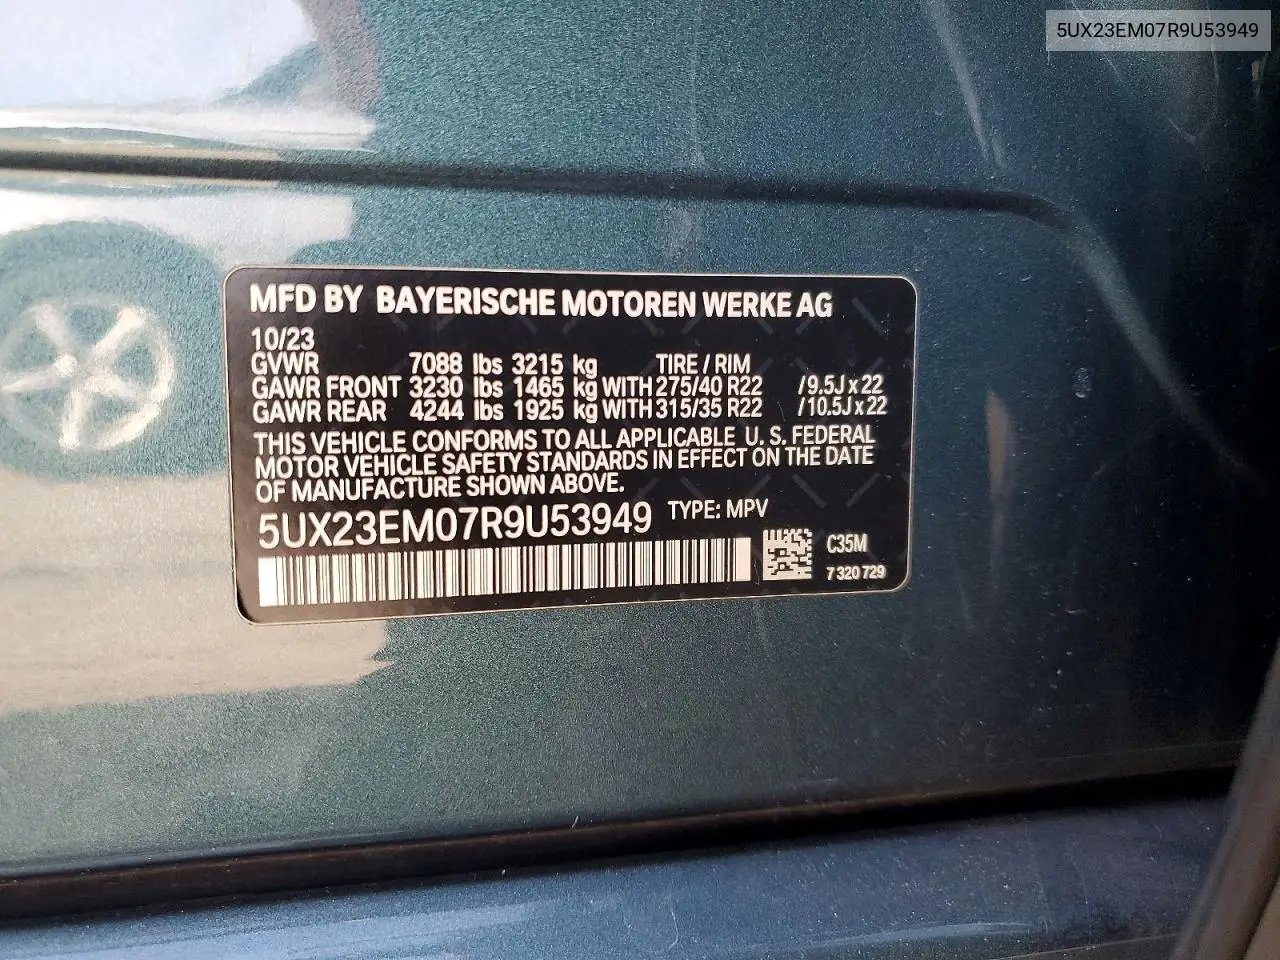 5UX23EM07R9U53949
MFD BY BAYERISCHE MOTOREN WERKE AG
10/23
GVWR 7088 lbs 3215 kg TIRE / RIM
GAWR FRONT 3230 lbs 1465 kg WITH 275/40 R22 /9.5J x 22
GAWR REAR 4244 lbs 1925 kg WITH 315/35 R22 /10.5J x 22
THIS VEHICLE CONFORMS TO ALL APPLICABLE U. S. FEDERAL
MOTOR VEHICLE SAFETY STANDARDS IN EFFECT ON THE DATE
OF MANUFACTURE SHOWN ABOVE.
5UX23EM07R9U53949 TYPE: MPV
C35M
7 320 729